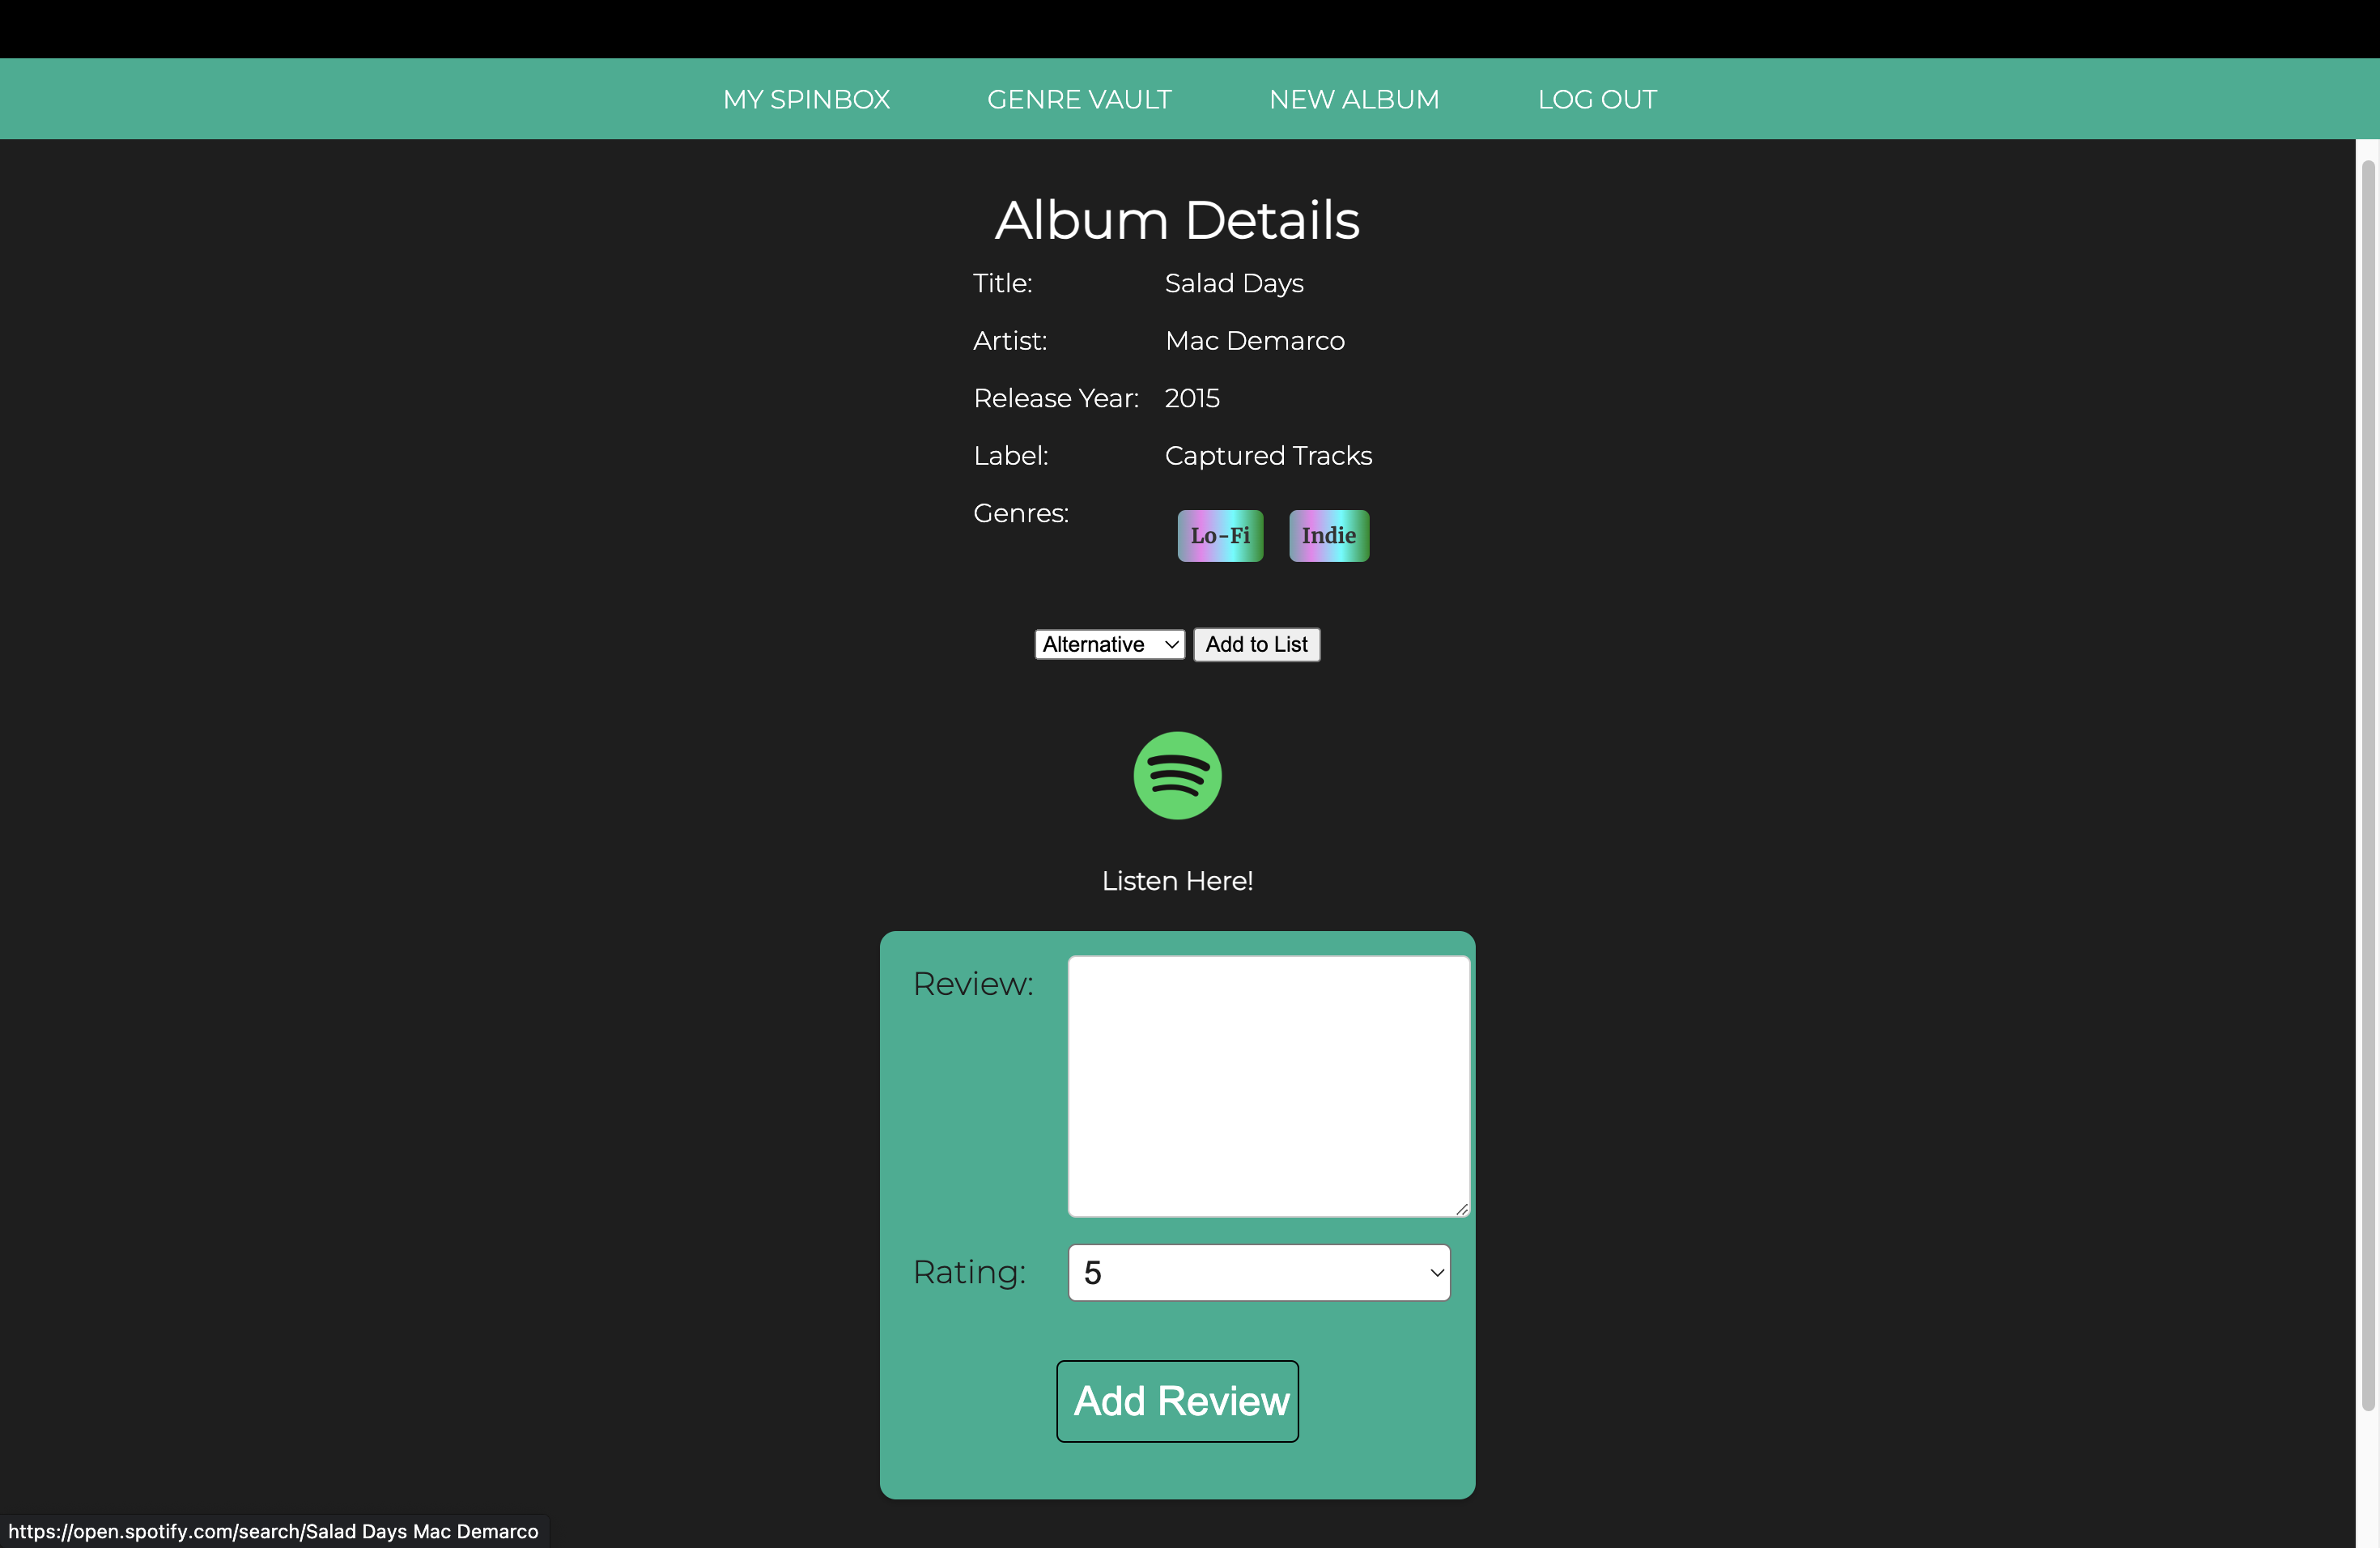 MY SPINBOX GENRE VAULT NEW ALBUM LOG OUT
Album Details
Title: Salad Days
Artist: Mac Demarco
Release Year: 2015
Label: Captured Tracks
Genres: Lo-Fi Indie
Alternative Add to List
Listen Here!
Review:
Rating: 5
Add Review
https://open.spotify.com/search/Salad Days Mac Demarco